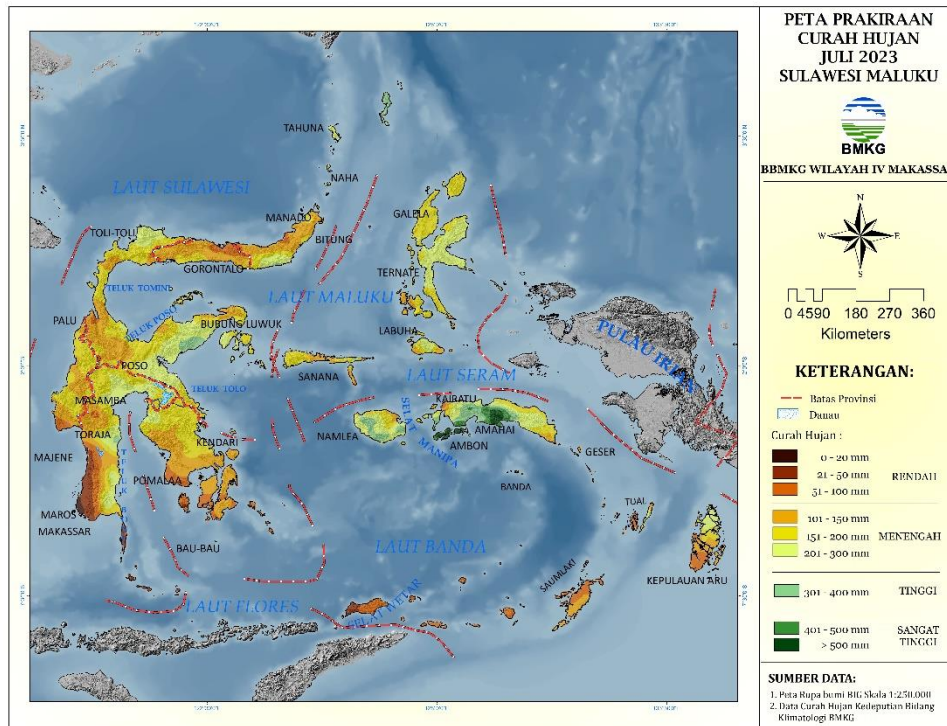 PETA PRAKIRAAN
CURAH HUJAN
JULI 2023
SULAWESI MALUKU
BMKG
BBMKG WILAYAH IV MAKASSA
N
W E
S
0 4590 180 270 360
Kilometers
KETERANGAN:
Batas Provinsi
Danau
Curah Hujan :
0 - 20 mm
21 - 50 mm RENDAH
51 - 100 mm
101 - 150 mm
151 - 200 mm MENENGAH
201 - 300 mm
301 - 400 mm TINGGI
401 - 500 mm SANGAT
> 500 mm TINGGI
SUMBER DATA:
1. Peta Rupa bumi BIG Skala 1:250.000
2. Data Curah Hujan Kedeputian Bidang
Klimatologi BMKG
TAHUNA
NAHA
LAUT SULAWESI
MANADO
GALELA
TOLI-TOLI
BITUNG
GORONTALO
TERNATE
TELUK TOMINI
LAUT MALUKU
PALU
TELUK POSO
BUBUNG LUWUK
LABUHA
PULAU IRIAN
POSO
SANANA
LAUT SERAM
TELUK TOLO
MASAMBA
KAIRATU
TORAJA
KENDARI
NAMLEA
SELAT MANIPA
AMAHAI
AMBON
MAJENE
GESER
POMALAA
BANDA
TUAL
MAROS
MAKASSAR
BAU-BAU
LAUT BANDA
KEPULAUAN ARU
SAUMLAKI
LAUT FLORES
SELAT WETAR